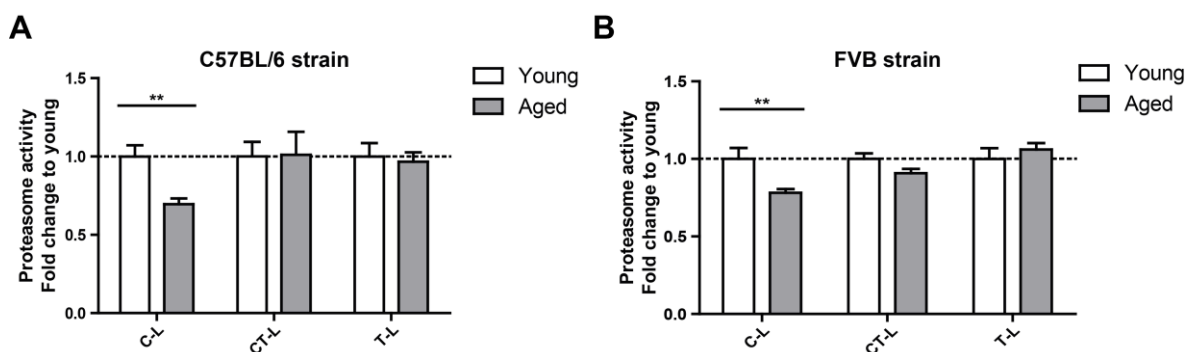 A
C57BL/6 strain
Proteasome activity
Fold change to young
1.5
1.0
0.5
0.0
**
C-L
CT-L
T-L
Young
Aged
B
FVB strain
Proteasome activity
Fold change to young
1.5
1.0
0.5
0.0
**
C-L
CT-L
T-L
Young
Aged